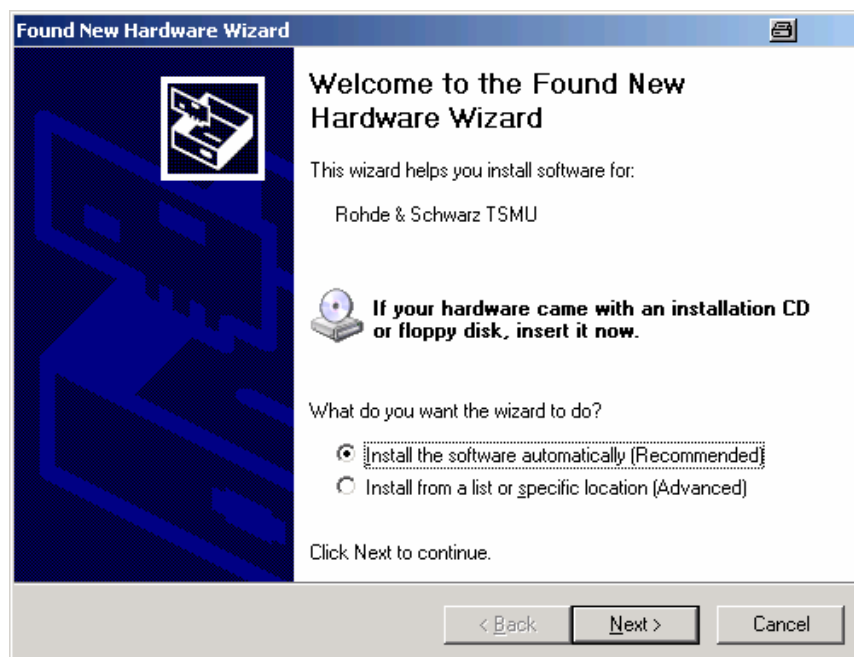 Found New Hardware Wizard
Welcome to the Found New
Hardware Wizard
This wizard helps you install software for:
Rohde & Schwarz TSMU
If your hardware came with an installation CD
or floppy disk, insert it now.
What do you want the wizard to do?
Install the software automatically (Recommended)
Install from a list or specific location (Advanced)
Click Next to continue.
< Back Next > Cancel